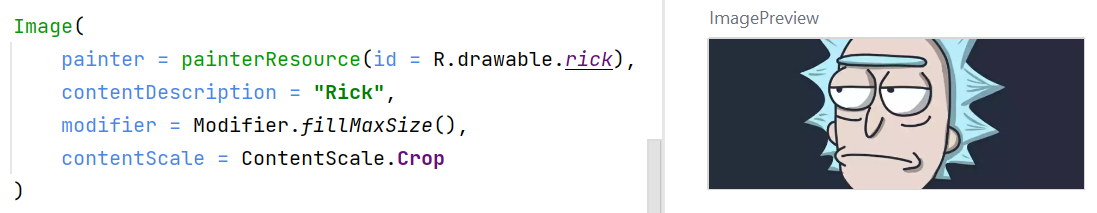 Image(
    painter = painterResource(id = R.drawable.rick),
    contentDescription = "Rick",
    modifier = Modifier.fillMaxSize(),
    contentScale = ContentScale.Crop
)
ImagePreview